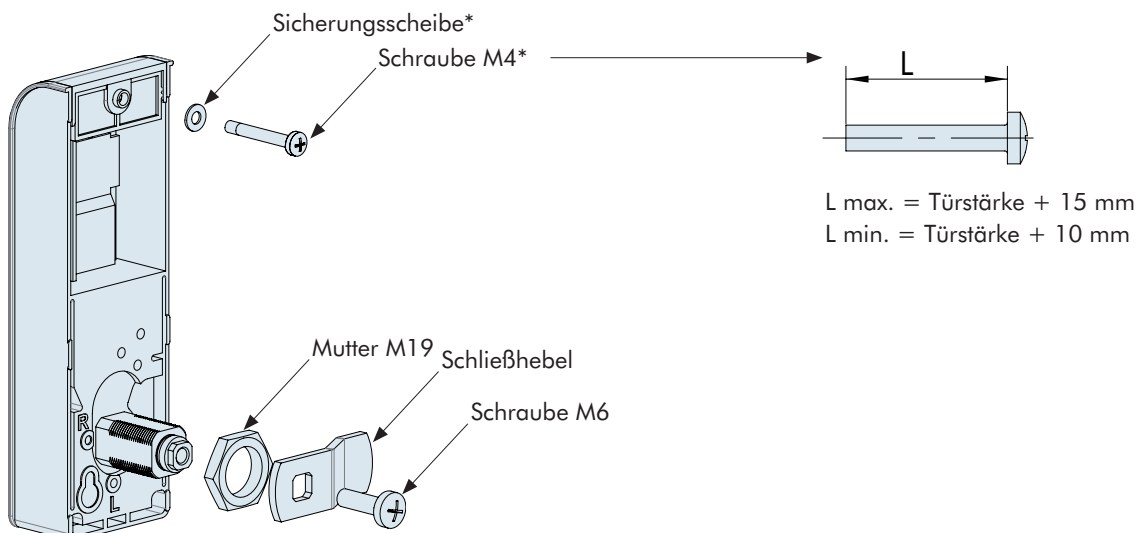 Sicherungsscheibe*
Schraube M4*
L
L max. = Türstärke + 15 mm
L min. = Türstärke + 10 mm
Mutter M19
Schließhebel
Schraube M6
R
L